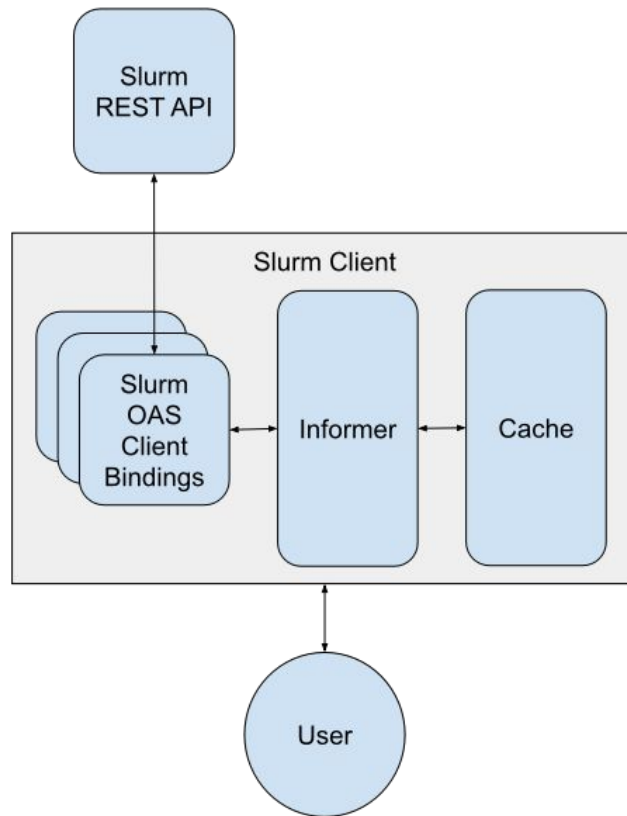 Slurm
REST API
Slurm Client
Slurm
OAS
Client
Bindings
Informer
Cache
User